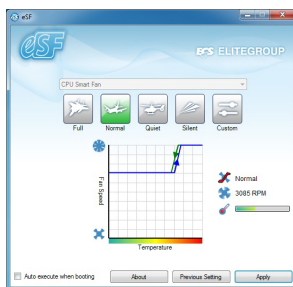 eSF
eSF
ECS ELITEGROUP
CPU Smart Fan
Full Normal Quiet Silent Custom
Fan Speed
Normal
3085 RPM
Temperature
Auto execute when booting
About Previous Setting Apply